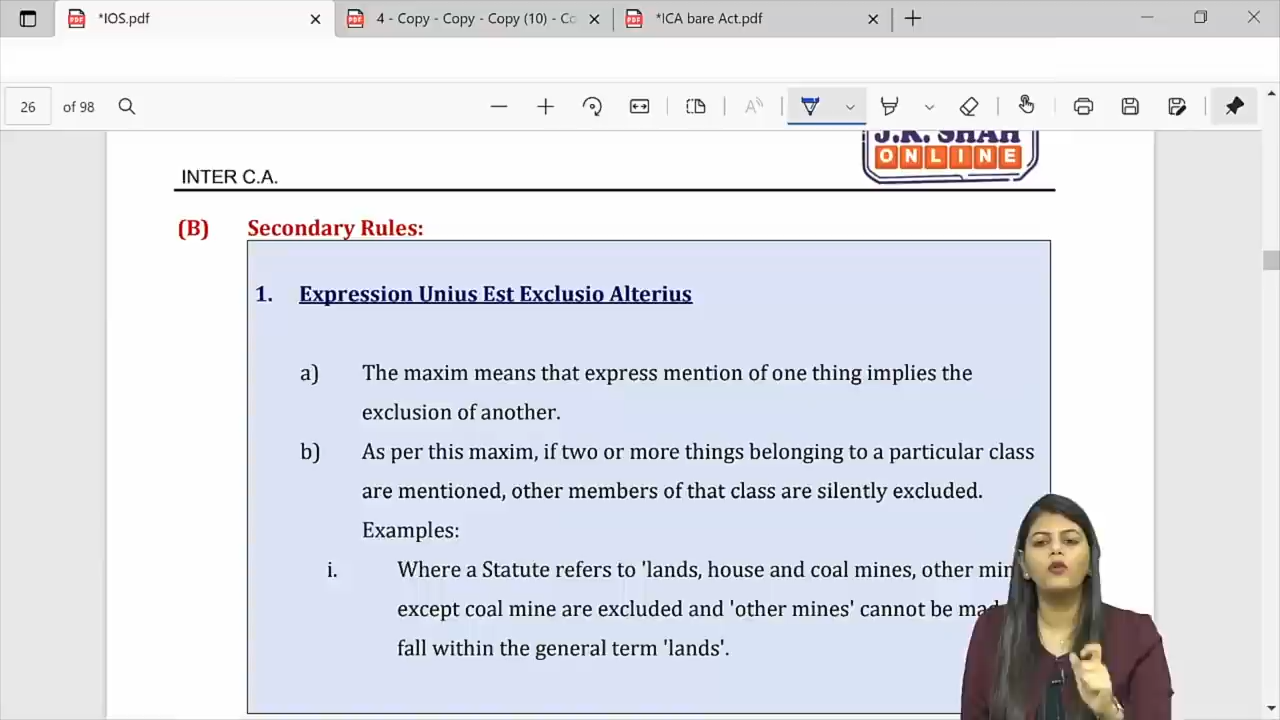 *IOS.pdf
4 - Copy - Copy - Copy (10) - Co
*ICA bare Act.pdf
26 of 98
J.K. SHAH
ONLINE
INTER C.A.
(B) Secondary Rules:
1. Expression Unius Est Exclusio Alterius
a) The maxim means that express mention of one thing implies the
exclusion of another.
b) As per this maxim, if two or more things belonging to a particular class
are mentioned, other members of that class are silently excluded.
Examples:
i. Where a Statute refers to 'lands, house and coal mines, other
except coal mine are excluded and 'other mines' cannot be
fall within the general term 'lands'.